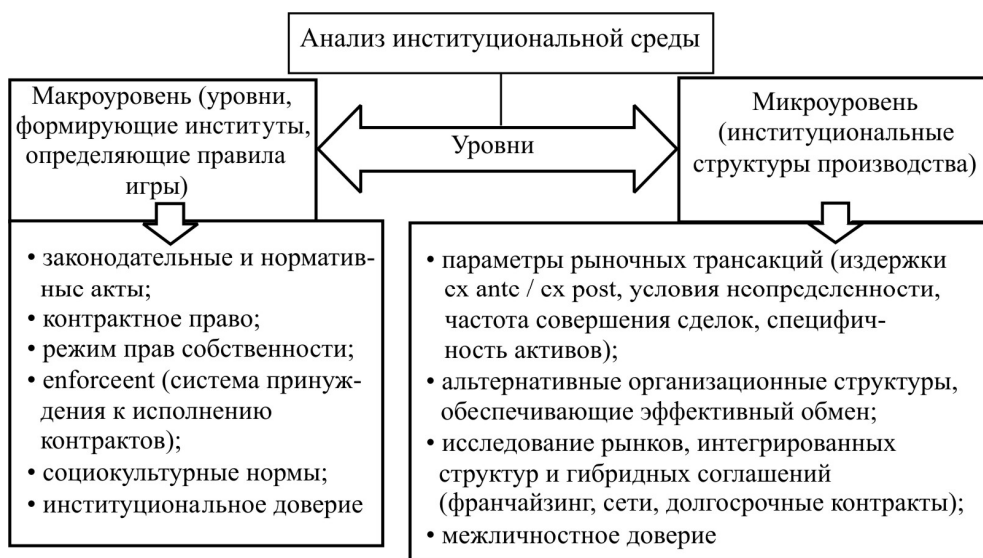 Анализ институциональной среды
Макроуровень (уровни,
формирующие институты,
определяющие правила
игры)
Уровни
Микроуровень
(институциональные
структуры производства)
• законодательные и норматив-
ные акты;
• контрактное право;
• режим прав собственности;
• enforceent (система принуж-
дения к исполнению
контрактов);
• социокультурные нормы;
• институциональное доверие
• параметры рыночных трансакций (издержки
ex ante / ex post, условия неопределенности,
частота совершения сделок, специфич-
ность активов);
• альтернативные организационные структуры,
обеспечивающие эффективный обмен;
• исследование рынков, интегрированных
структур и гибридных соглашений
(франчайзинг, сети, долгосрочные контракты);
• межличностное доверие